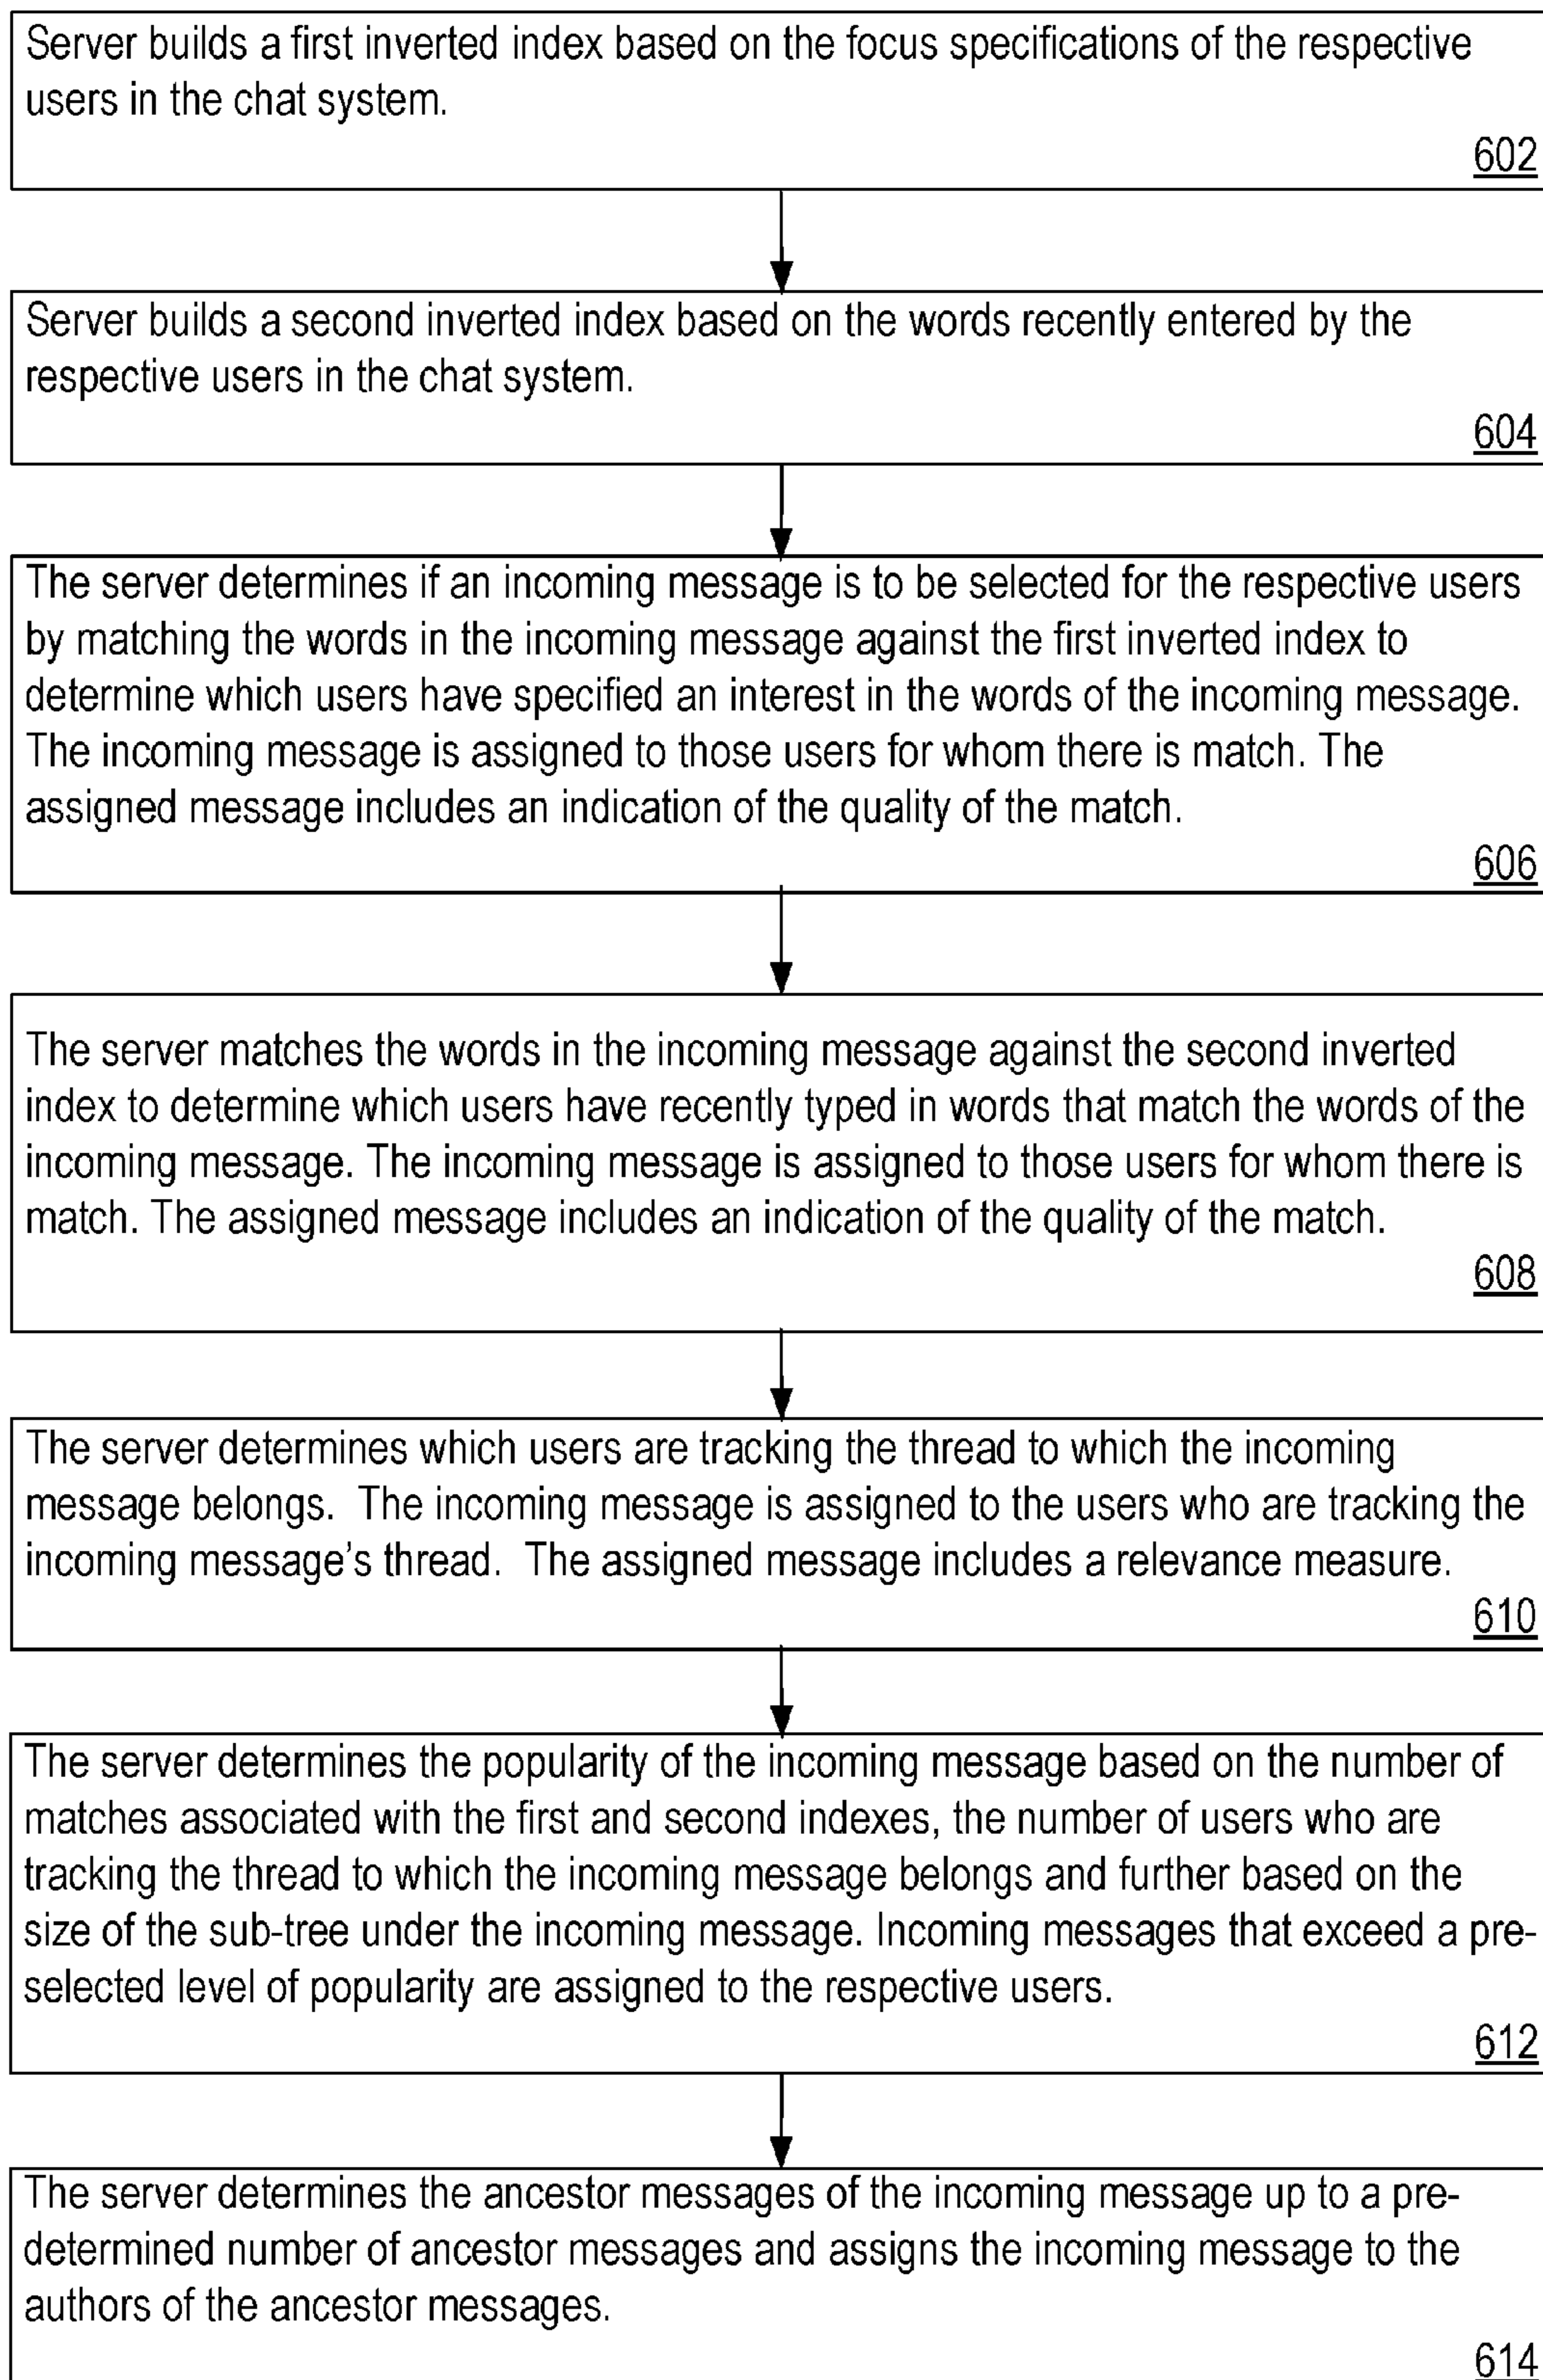 Server builds a first inverted index based on the focus specifications of the respective
users in the chat system.
602
Server builds a second inverted index based on the words recently entered by the
respective users in the chat system.
604
The server determines if an incoming message is to be selected for the respective users
by matching the words in the incoming message against the first inverted index to
determine which users have specified an interest in the words of the incoming message.
The incoming message is assigned to those users for whom there is match. The
assigned message includes an indication of the quality of the match.
606
The server matches the words in the incoming message against the second inverted
index to determine which users have recently typed in words that match the words of the
incoming message. The incoming message is assigned to those users for whom there is
match. The assigned message includes an indication of the quality of the match.
608
The server determines which users are tracking the thread to which the incoming
message belongs.  The incoming message is assigned to the users who are tracking the
incoming message's thread.  The assigned message includes a relevance measure.
610
The server determines the popularity of the incoming message based on the number of
matches associated with the first and second indexes, the number of users who are
tracking the thread to which the incoming message belongs and further based on the
size of the sub-tree under the incoming message. Incoming messages that exceed a pre-
selected level of popularity are assigned to the respective users.
612
The server determines the ancestor messages of the incoming message up to a pre-
determined number of ancestor messages and assigns the incoming message to the
authors of the ancestor messages.
614